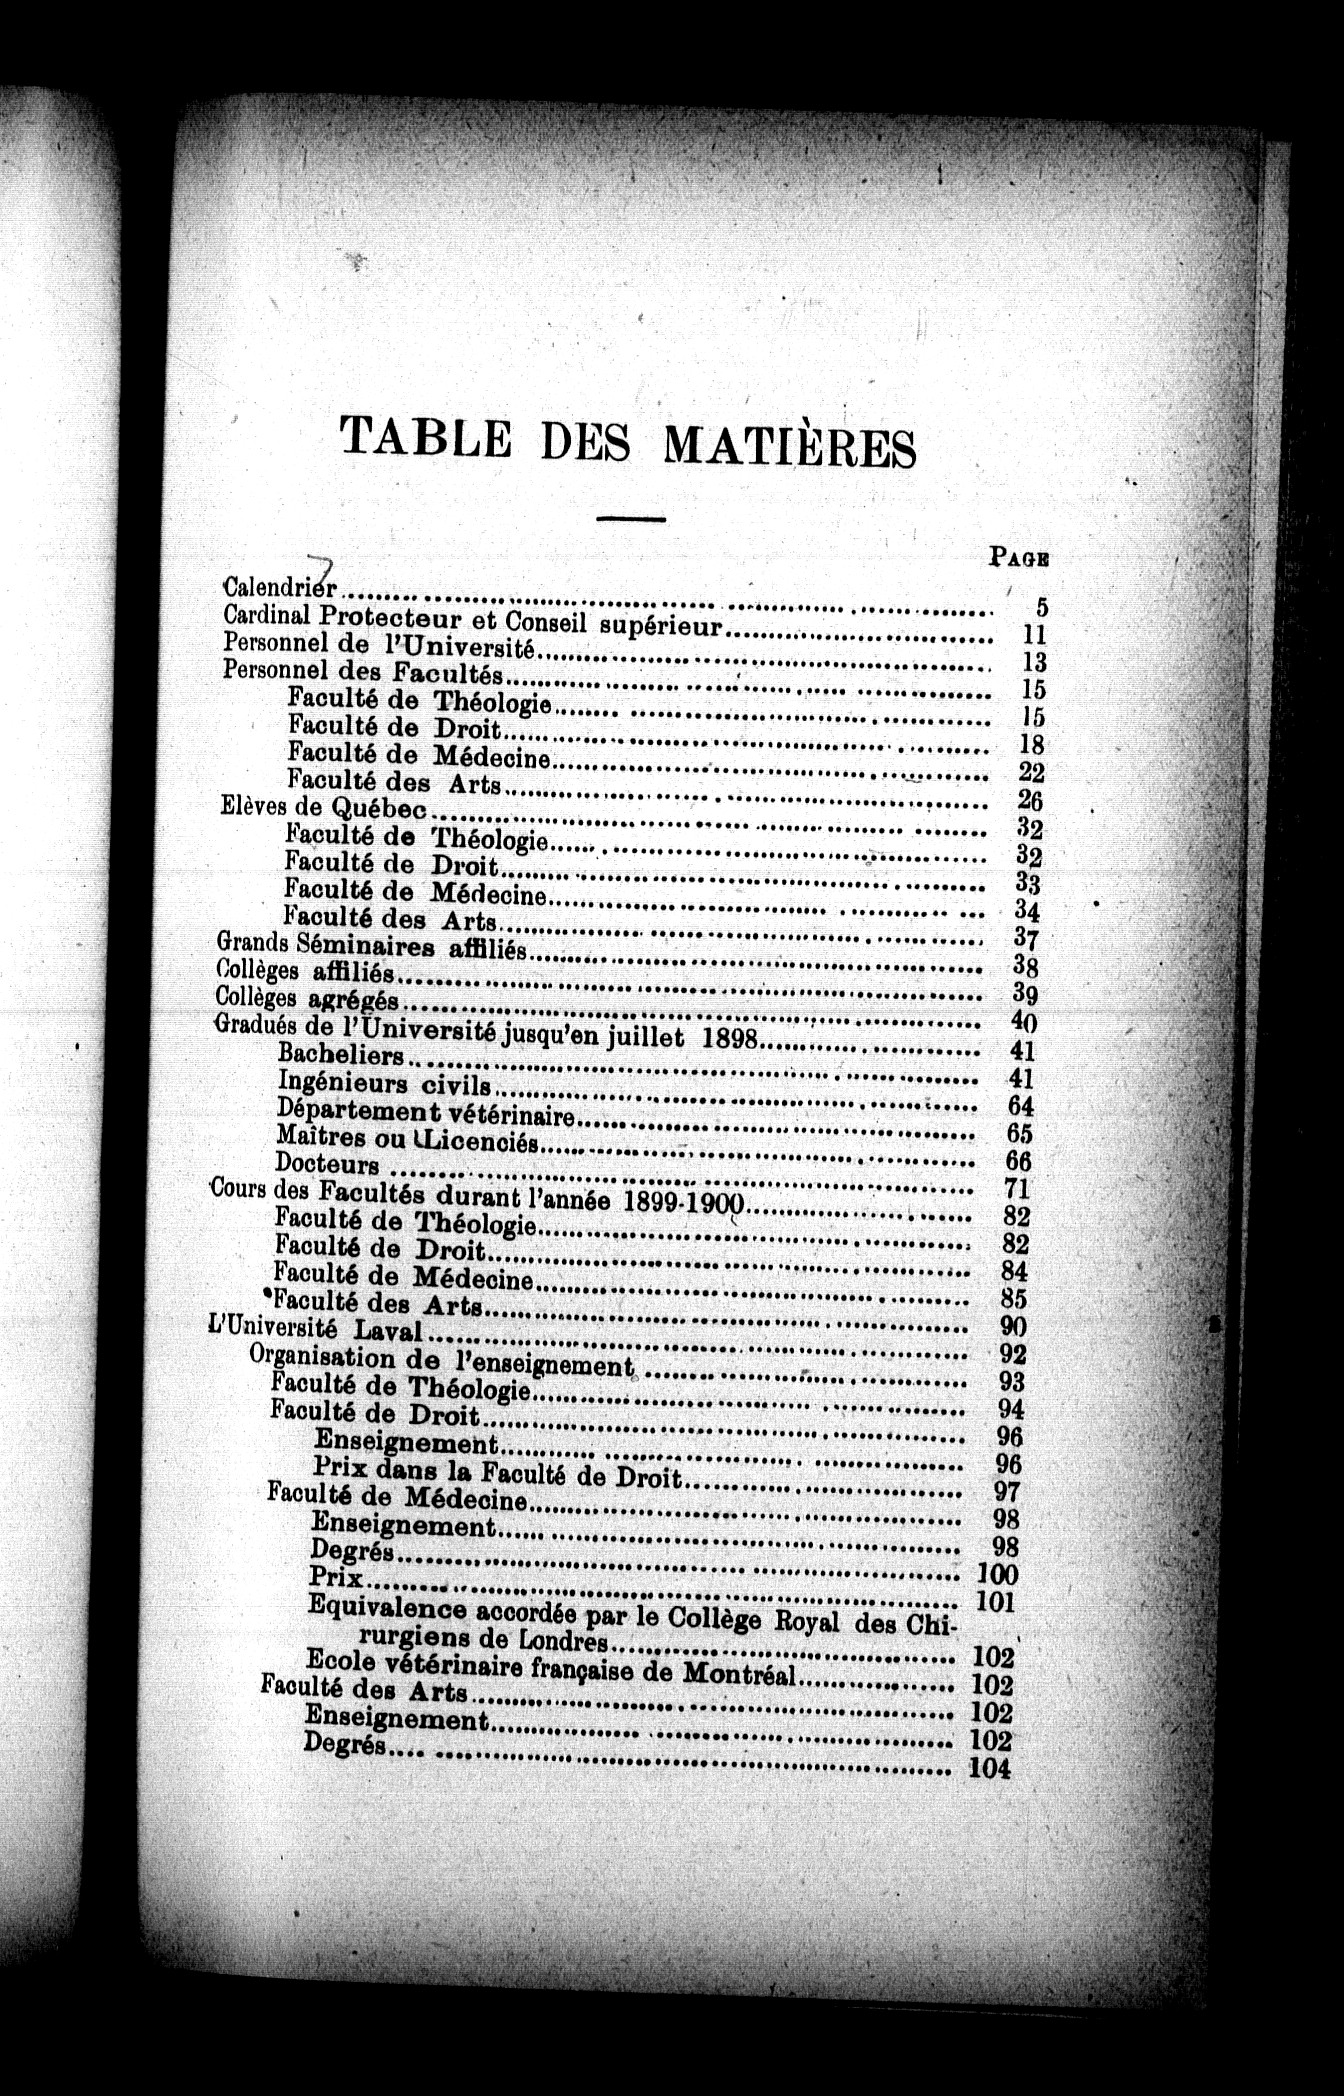 TABLE DES MATIÈRES
PAGE
Calendrier 5
Cardinal Protecteur et Conseil supérieur 11
Personnel de l'Université 13
Personnel des Facultés 15
Faculté de Théologie 15
Faculté de Droit 18
Faculté de Médecine 22
Faculté des Arts 26
Elèves de Québec 32
Faculté de Théologie 32
Faculté de Droit 33
Faculté de Médecine 34
Faculté des Arts 37
Grands Séminaires affiliés 38
Collèges affiliés 39
Collèges agrégés 40
Gradués de l'Université jusqu'en juillet 1898 41
Bacheliers 41
Ingénieurs civils 64
Département vétérinaire 65
Maîtres ou Licenciés 66
Docteurs 71
Cours des Facultés durant l'année 1899-1900 82
Faculté de Théologie 82
Faculté de Droit 84
Faculté de Médecine 85
Faculté des Arts 90
L'Université Laval 92
Organisation de l'enseignement 93
Faculté de Théologie 94
Faculté de Droit 96
Enseignement 96
Prix dans la Faculté de Droit 97
Faculté de Médecine 98
Enseignement 98
Degrés 100
Prix 101
Equivalence accordée par le Collège Royal des Chi-
rurgiens de Londres 102
Ecole vétérinaire française de Montréal 102
Faculté des Arts 102
Enseignement 102
Degrés 104